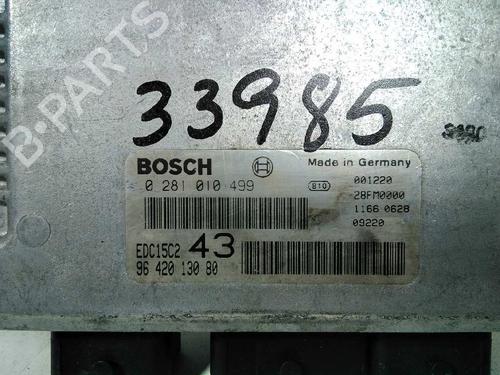 B-PARTS
33985
BOSCH
Made in Germany
0 281 010 499
B10
001220
28FM0000
1166 0628
09220
EDC15C2 43
96 420 130 80